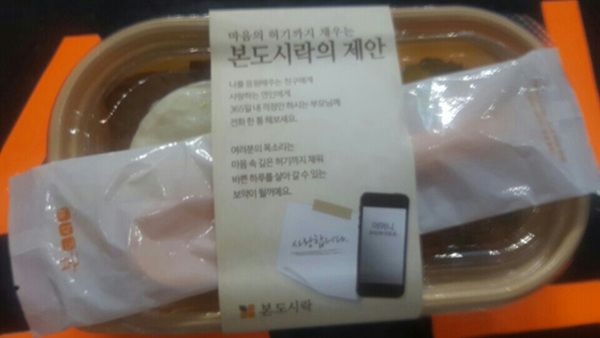 마음의 허기까지 채우는
본도시락의 제안
나를 응원해주는 친구에게
사랑하는 연인에게
365일 내 걱정만 하시는 부모님께
전화 한 통 해보세요.
여러분의 목소리는
마음 속 깊은 허기까지 채워
바쁜 하루를 살아 갈 수 있는
보약이 될꺼예요.
사랑합니다.
어머니
본도시락